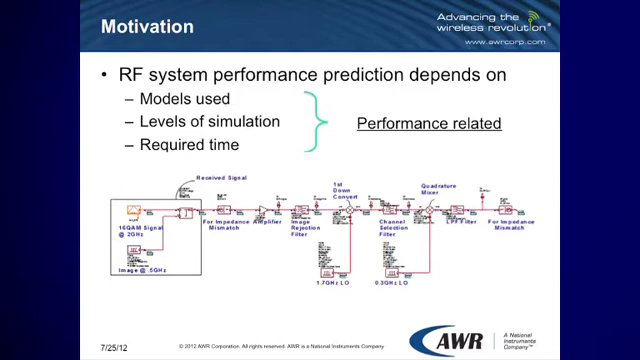 Motivation
Advancing the
wireless revolution®
www.awrcorp.com
• RF system performance prediction depends on
– Models used
– Levels of simulation
– Required time
Performance related
Received Signal
1st
Down
Convert
Quadrature
Mixer
For Impedance
Mismatch
Amplifier
Image
Rejection
Filter
Channel
Selection
Filter
LPF Filter
For Impedance
Mismatch
16QAM Signal
@ 2GHz
Image @ .5GHz
1.7GHz LO
0.3GHz LO
7/25/12
© 2012 AWR Corporation. All rights reserved. AWR is a National Instruments Company.
AWR
A National
Instruments
Company™